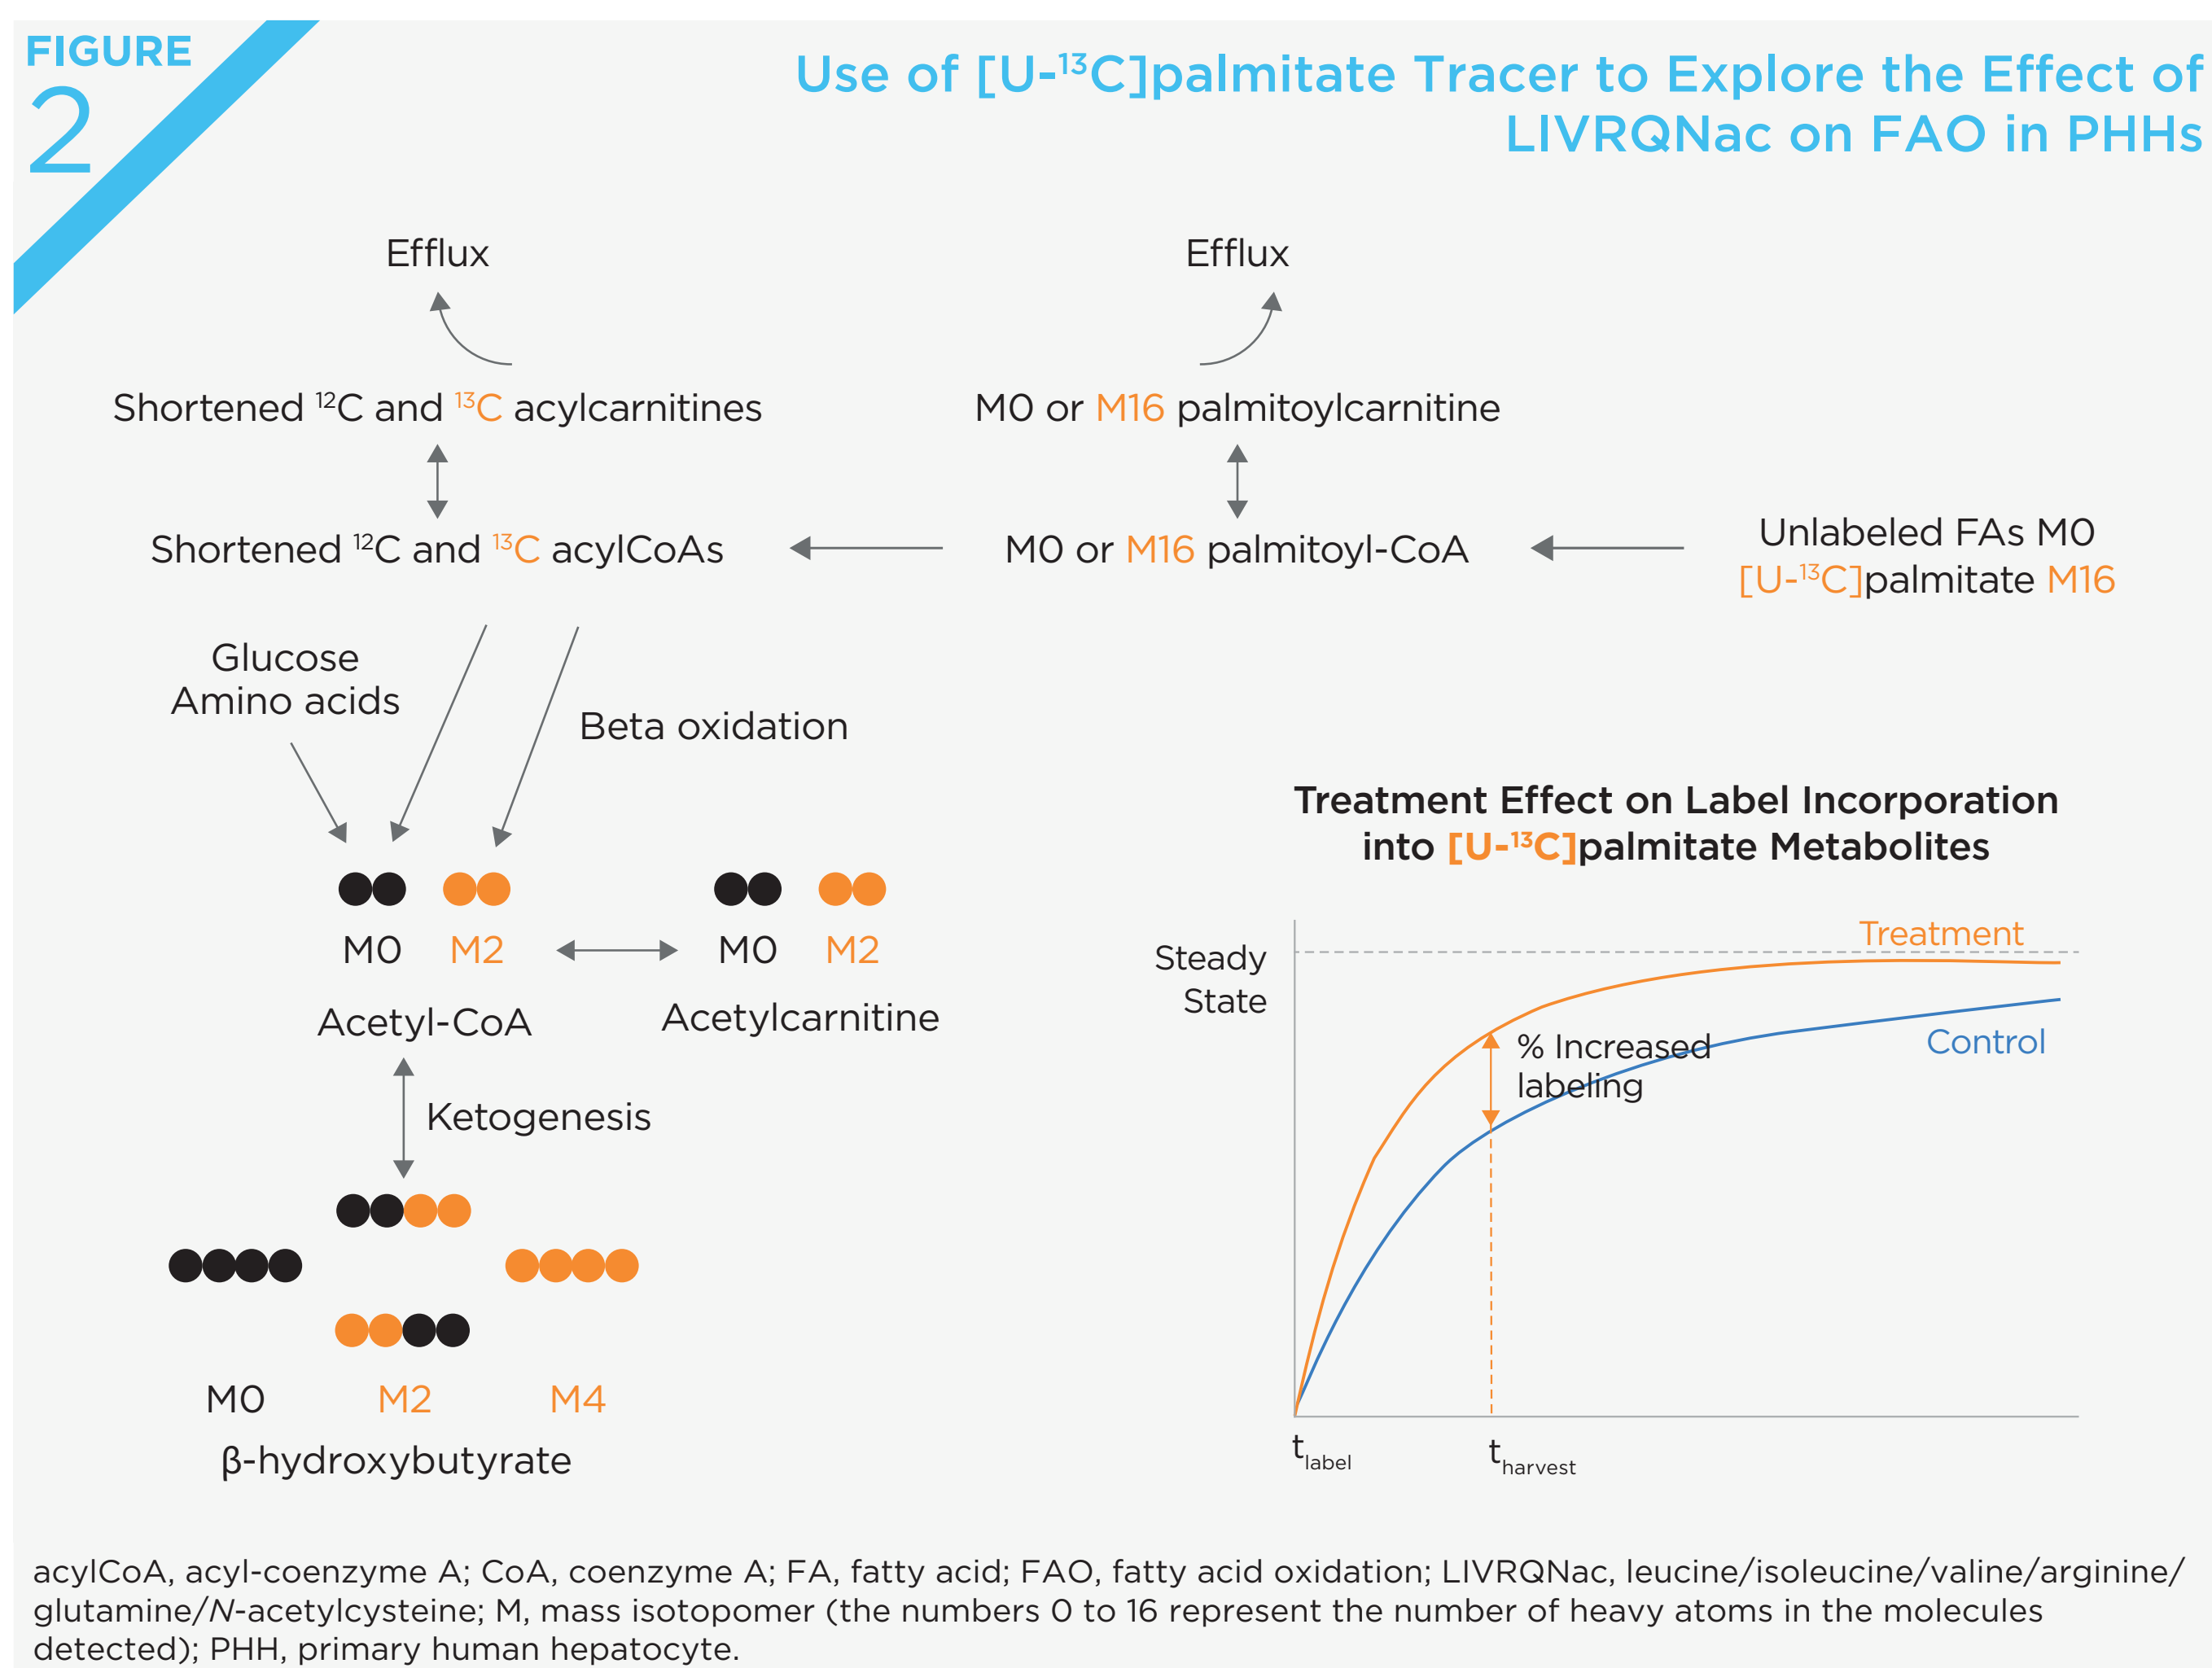 FIGURE
2
Use of [U-¹³C]palmitate Tracer to Explore the Effect of
LIVRQNac on FAO in PHHs
Efflux
Efflux
Shortened ¹²C and ¹³C acylcarnitines
M0 or M16 palmitoylcarnitine
Shortened ¹²C and ¹³C acylCoAs
M0 or M16 palmitoyl-CoA
Unlabeled FAs M0
[U-¹³C]palmitate M16
Glucose
Amino acids
Beta oxidation
M0 M2
M0 M2
Acetyl-CoA
Acetylcarnitine
Ketogenesis
M0 M2 M4
β-hydroxybutyrate
Treatment Effect on Label Incorporation
into [U-¹³C]palmitate Metabolites
Steady
State
Treatment
Control
% Increased
labeling
t_label
t_harvest
acylCoA, acyl-coenzyme A; CoA, coenzyme A; FA, fatty acid; FAO, fatty acid oxidation; LIVRQNac, leucine/isoleucine/valine/arginine/
glutamine/N-acetylcysteine; M, mass isotopomer (the numbers 0 to 16 represent the number of heavy atoms in the molecules
detected); PHH, primary human hepatocyte.